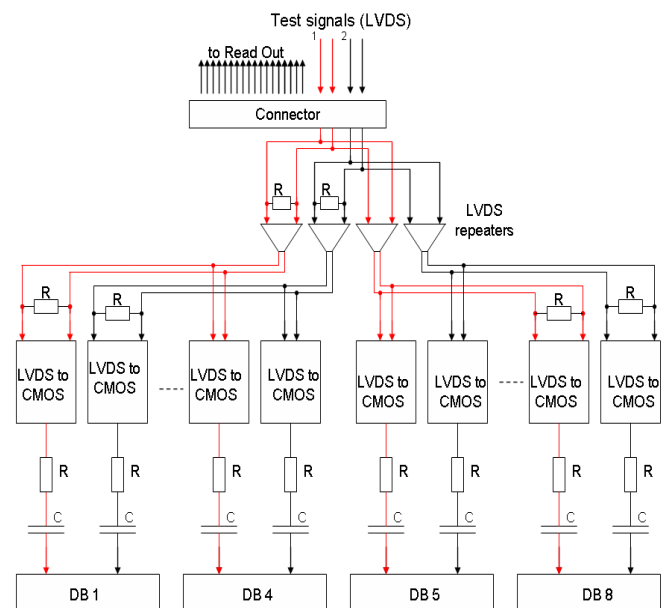 Test signals (LVDS)
1 2
to Read Out
Connector
R R
LVDS
repeaters
R R R R
LVDS to
CMOS
LVDS to
CMOS
LVDS to
CMOS
LVDS to
CMOS
LVDS to
CMOS
LVDS to
CMOS
LVDS to
CMOS
LVDS to
CMOS
R R R R R R R R
C C C C C C C C
DB 1 DB 4 DB 5 DB 8